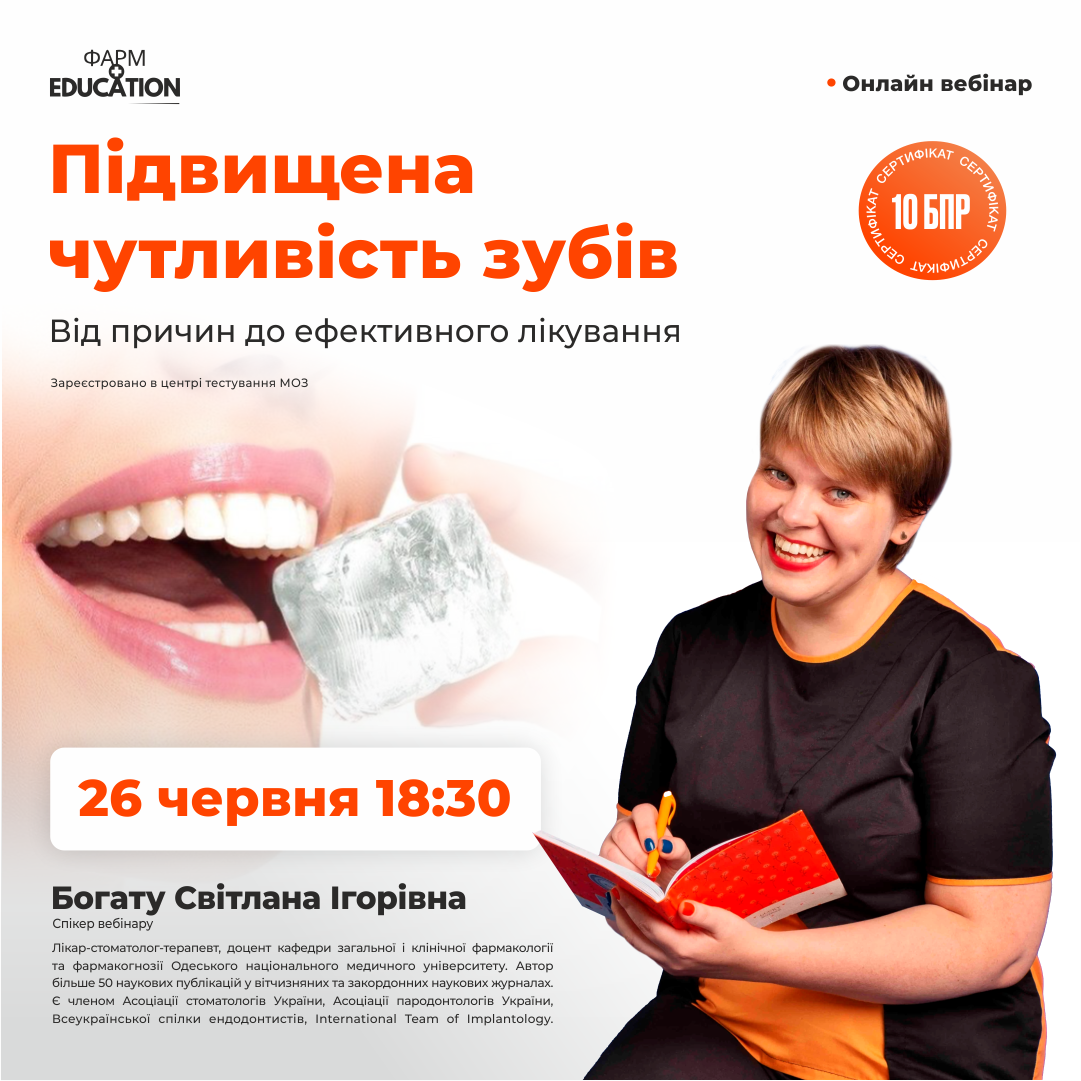 ФАРМ
EDUCATION
• Онлайн вебінар
Підвищена
чутливість зубів
СЕРТИФІКАТ СЕРТИФІКАТ СЕРТИФІКАТ СЕРТИФІКАТ
10 БПР
Від причин до ефективного лікування
Зареєстровано в центрі тестування МОЗ
26 червня 18:30
Богату Світлана Ігорівна
Спікер вебінару
Лікар-стоматолог-терапевт, доцент кафедри загальної і клінічної фармакології
та фармакогнозії Одеського національного медичного університету. Автор
більше 50 наукових публікацій у вітчизняних та закордонних наукових журналах.
Є членом Асоціації стоматологів України, Асоціації пародонтологів України,
Всеукраїнської спілки ендодонтистів, International Team of Implantology.